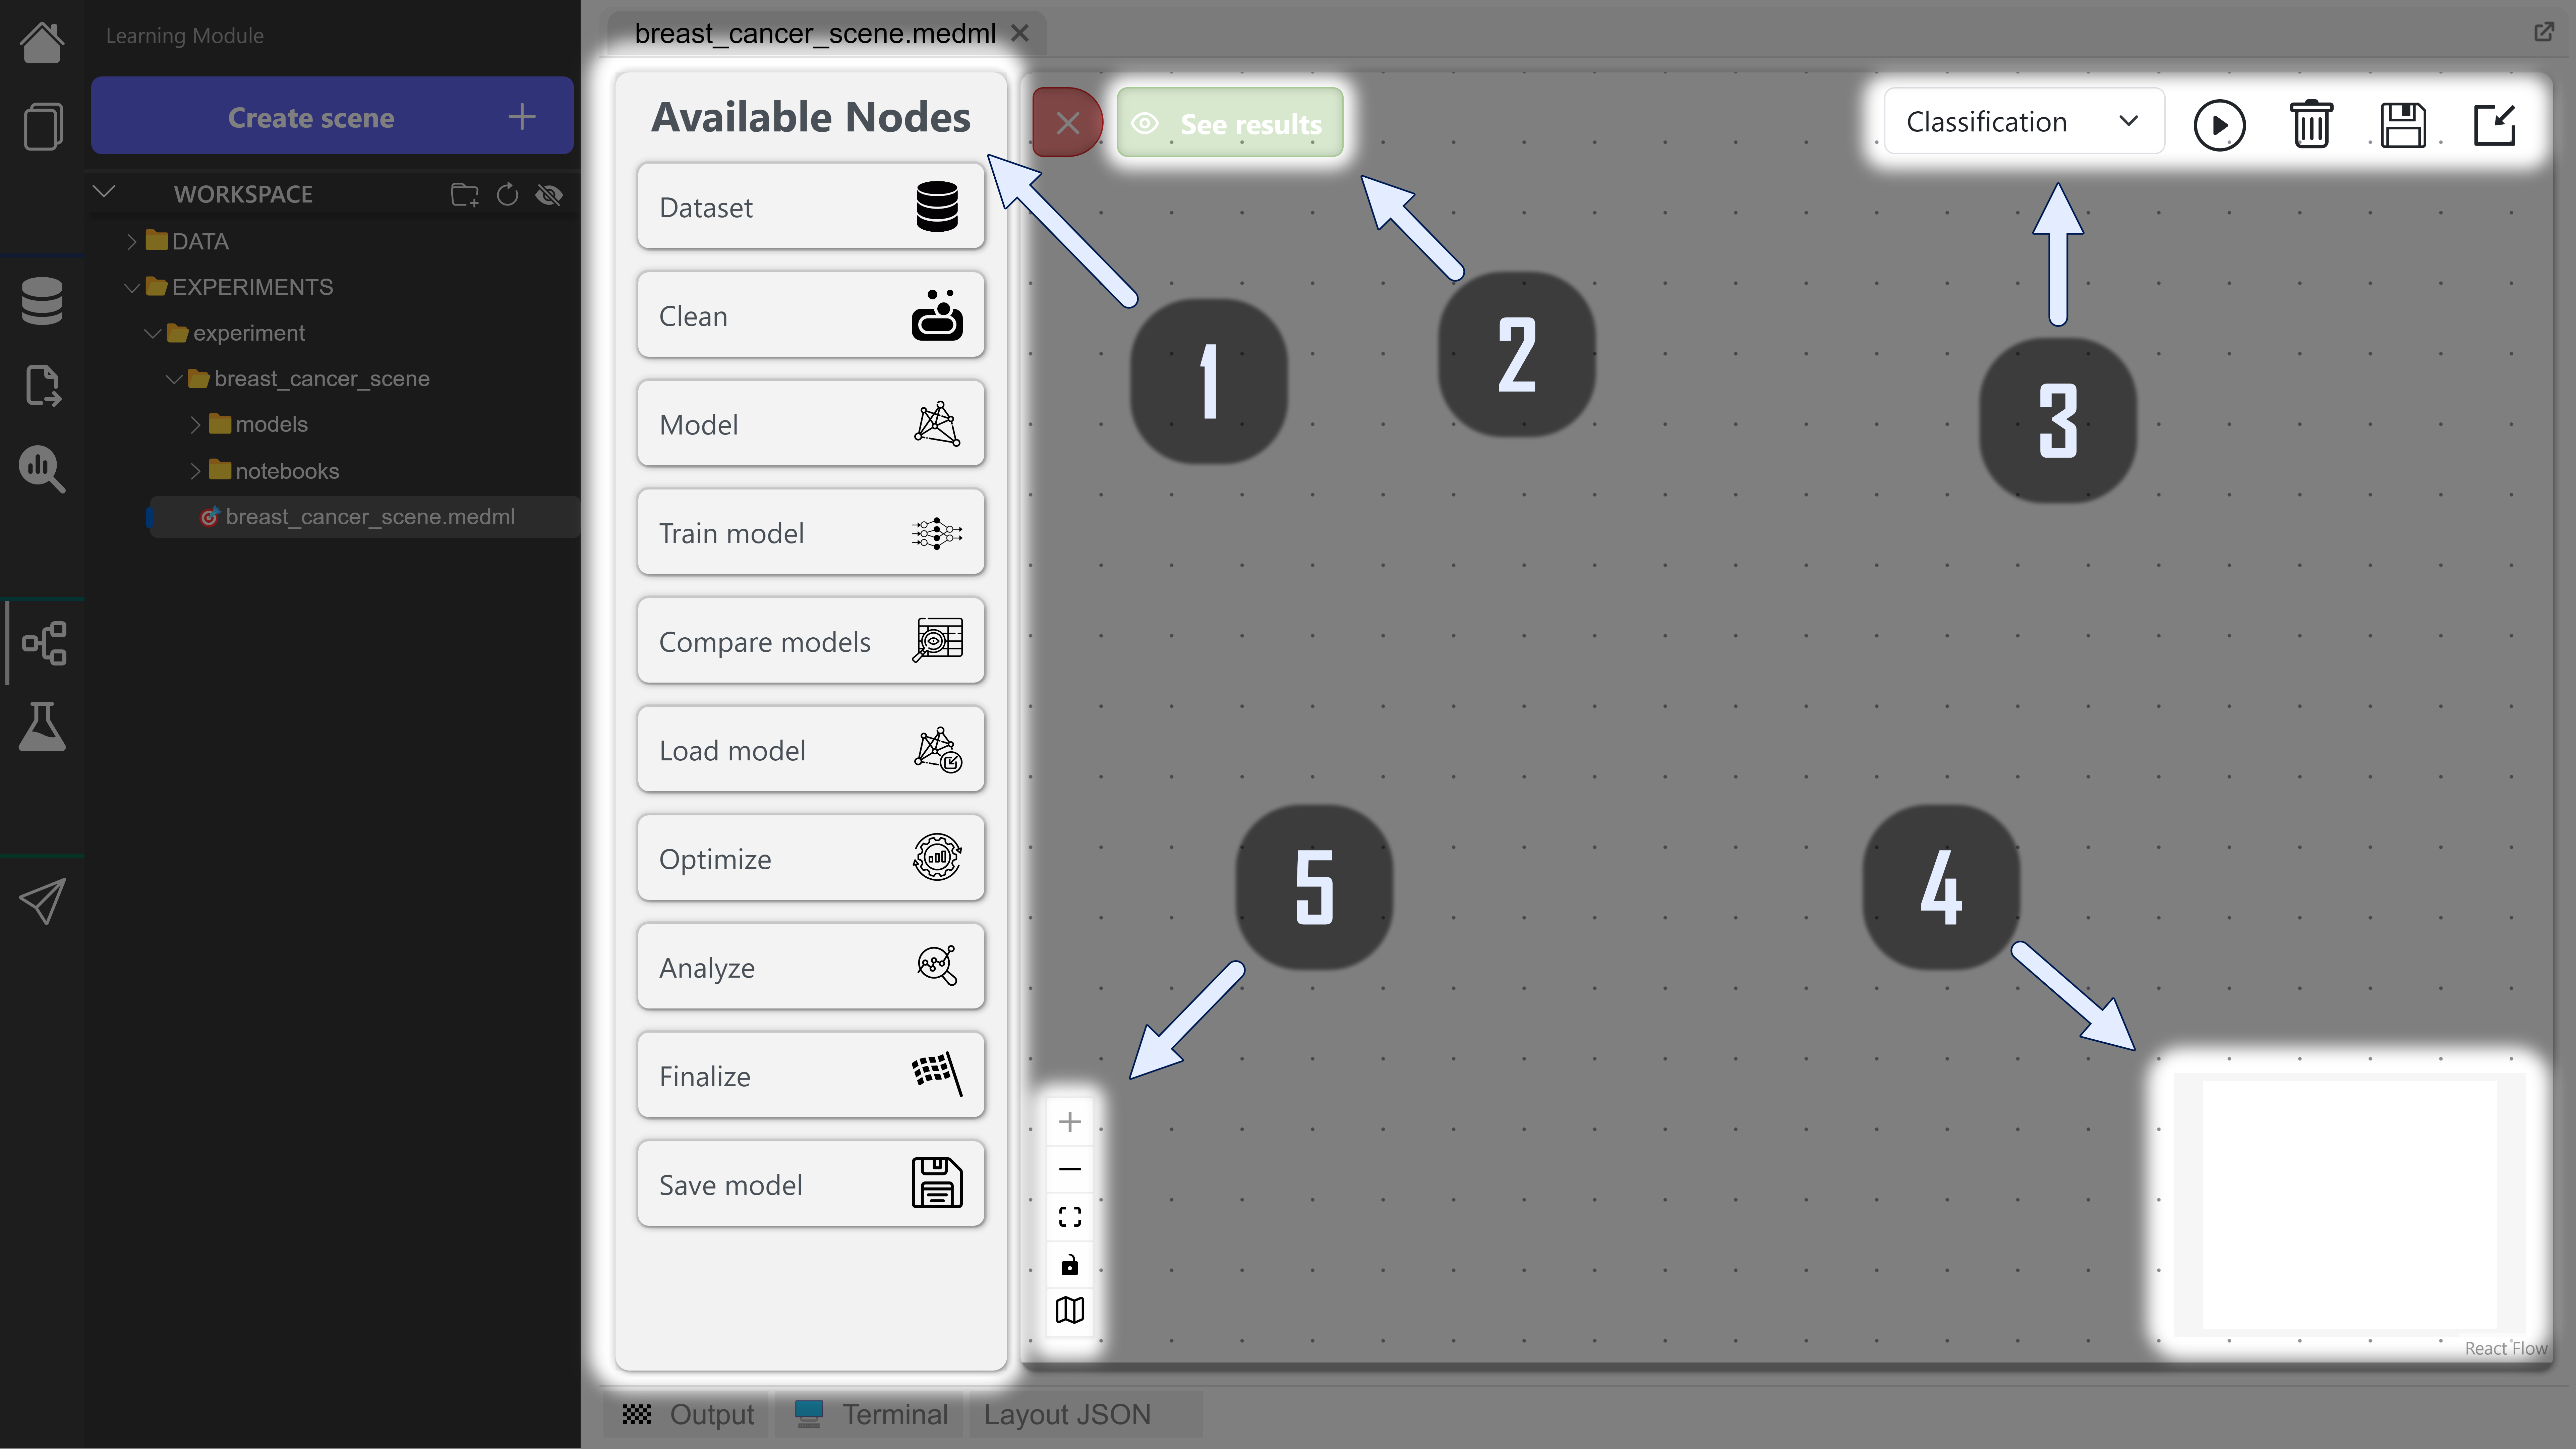 Learning Module
Create scene
WORKSPACE
DATA
EXPERIMENTS
experiment
breast_cancer_scene
models
notebooks
breast_cancer_scene.medml
breast_cancer_scene.medml
Available Nodes
Dataset
Clean
Model
Train model
Compare models
Load model
Optimize
Analyze
Finalize
Save model
See results
Classification
1
2
3
5
4
React Flow
Output
Terminal
Layout JSON